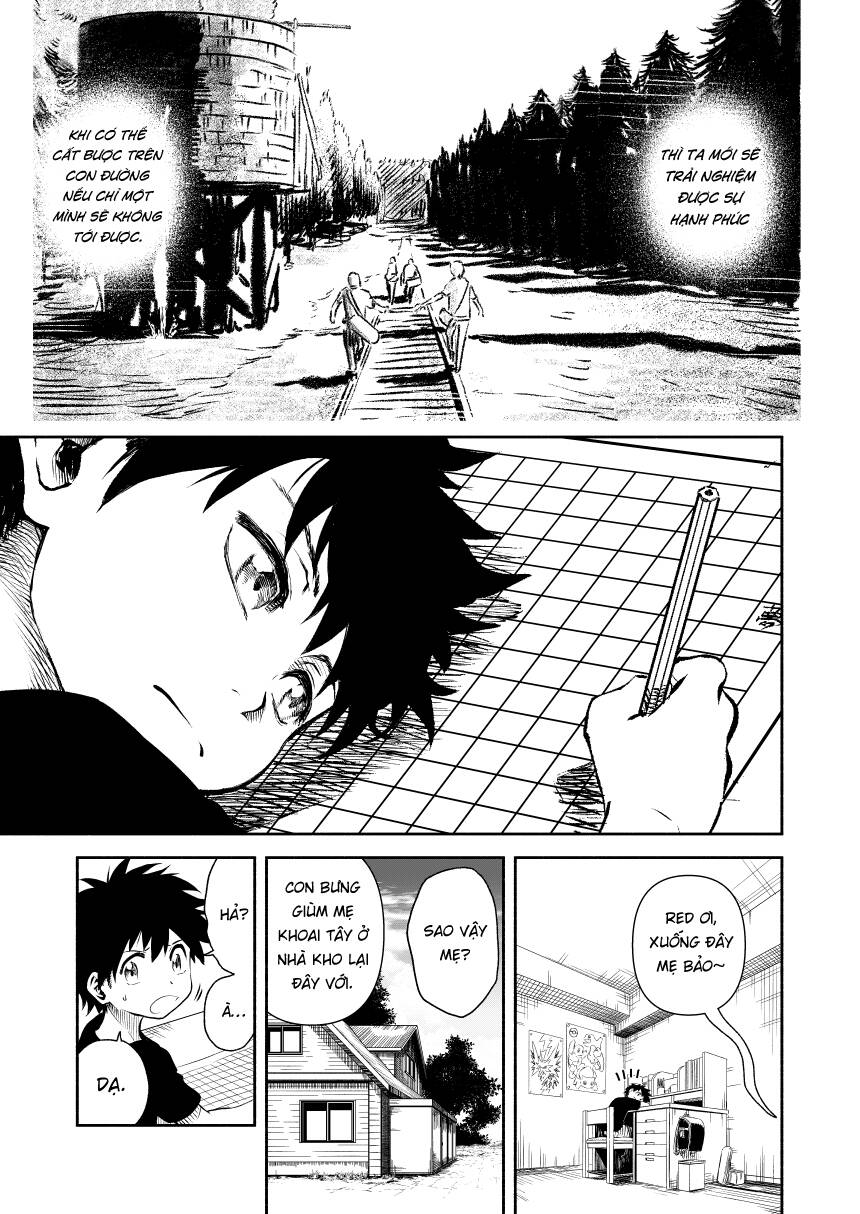 THÌ TA MỚI SẼ
TRẢI NGHIỆM
ĐƯỢC SỰ
HẠNH PHÚC
KHI CÓ THỂ
CẤT BƯỢC TRÊN
CON ĐƯỜNG
NẾU CHỈ MỘT
MÌNH SẼ KHÔNG
TỚI ĐƯỢC.
RED ƠI,
XUỐNG ĐÂY
MẸ BẢO~
SAO VẬY
MẸ?
CON BƯNG
GIÙM MẸ
KHOAI TÂY Ở
NHÀ KHO LẠI
ĐÂY VỚI.
HẢ?
À...
DẠ.